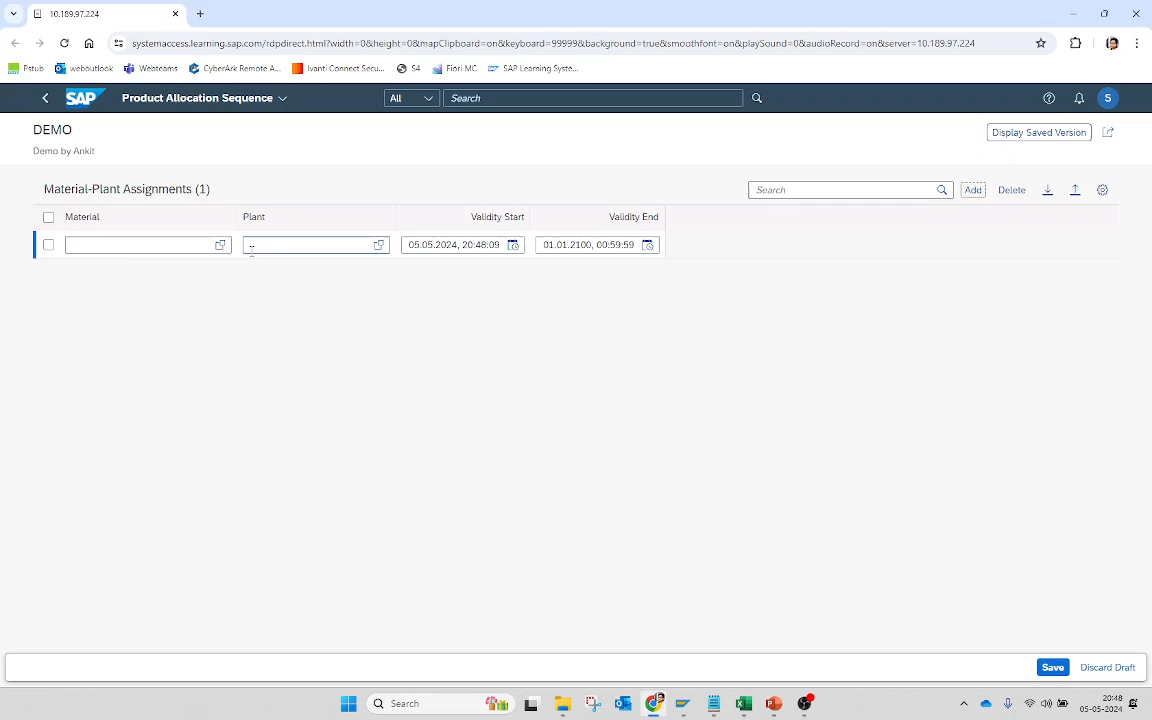 10.189.97.224
systemaccess.learning.sap.com/rdpdirect.html?width=0&height=0&mapClipboard=on&keyboard=99999&background=true&smoothfont=on&playSound=0&audioRecord=on&server=10.189.97.224
Pstub weboutlook Webteams CyberArk Remote A... Ivanti Connect Secu... S4 Fiori MC SAP Learning Syste...
SAP Product Allocation Sequence All Search S
DEMO Display Saved Version
Demo by Ankit
Material-Plant Assignments (1) Search Add Delete
Material Plant Validity Start Validity End
05.05.2024, 20:48:09 01.01.2100, 00:59:59
Save Discard Draft
Search 20:48
05-05-2024